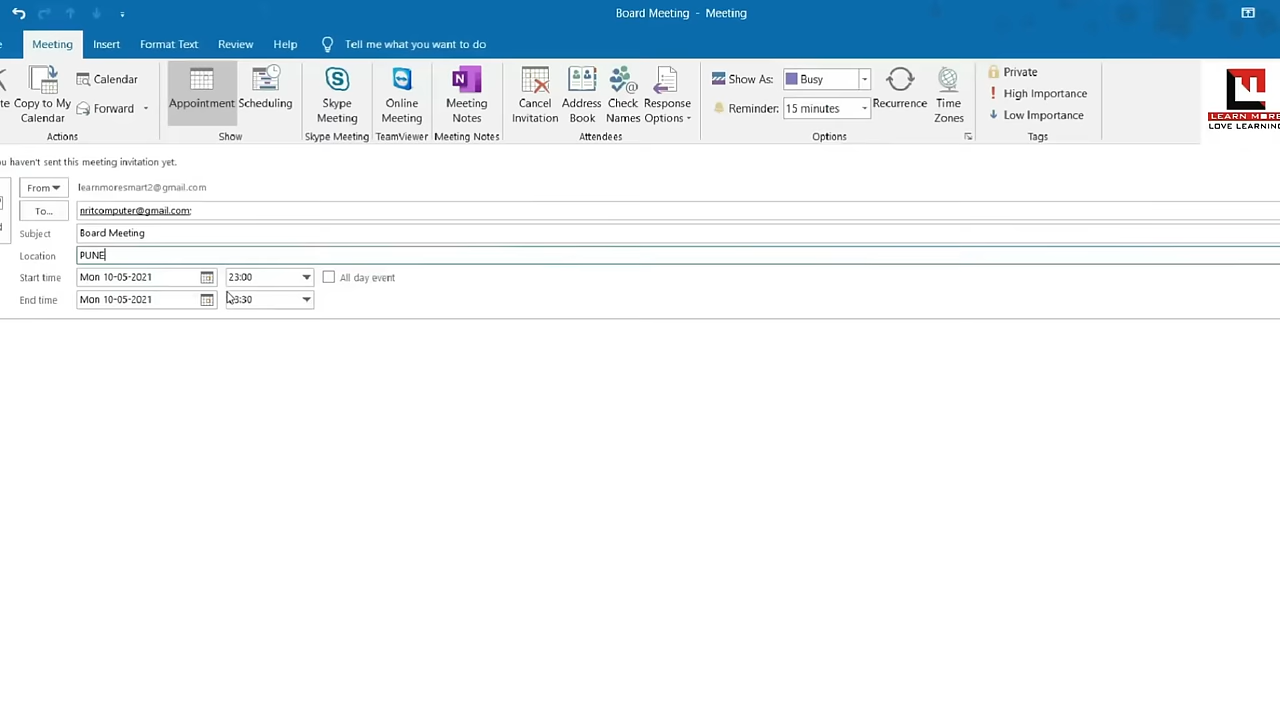 Board Meeting - Meeting
Meeting
Insert
Format Text
Review
Help
Tell me what you want to do
Copy to My Calendar
Calendar
Forward
Actions
Appointment
Scheduling
Show
Skype Meeting
Skype Meeting
Online Meeting
TeamViewer
Meeting Notes
Meeting Notes
Cancel Invitation
Address Book
Check Names
Response Options
Attendees
Show As:
Busy
Reminder:
15 minutes
Recurrence
Time Zones
Options
Private
High Importance
Low Importance
Tags
LEARN MORE
LOVE LEARNING
haven't sent this meeting invitation yet.
From
learnmoresmart2@gmail.com
To...
nritcomputer@gmail.com;
Subject
Board Meeting
Location
PUNE
Start time
Mon 10-05-2021
23:00
All day event
End time
Mon 10-05-2021